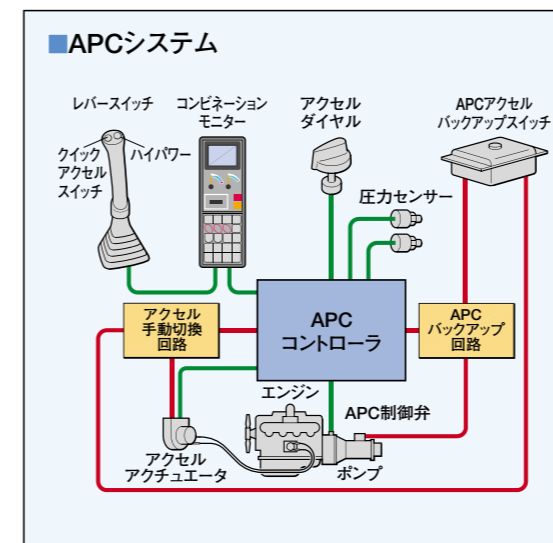 ■APCシステム
レバースイッチ
コンビネーション
モニター
アクセル
ダイヤル
APCアクセル
バックアップスイッチ
クイック
アクセル
スイッチ
ハイパワー
圧力センサー
アクセル
手動切換
回路
APC
コントローラ
APC
バックアップ
回路
エンジン
APC制御弁
アクセル
アクチュエータ
ポンプ